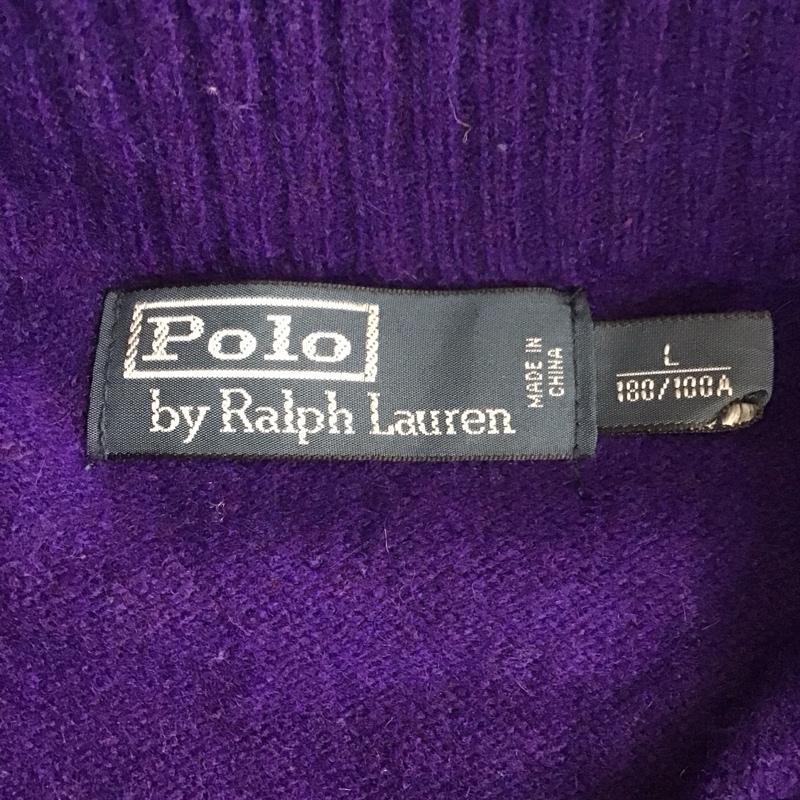 Polo
by Ralph Lauren
MADE IN
CHINA
L
180/100A